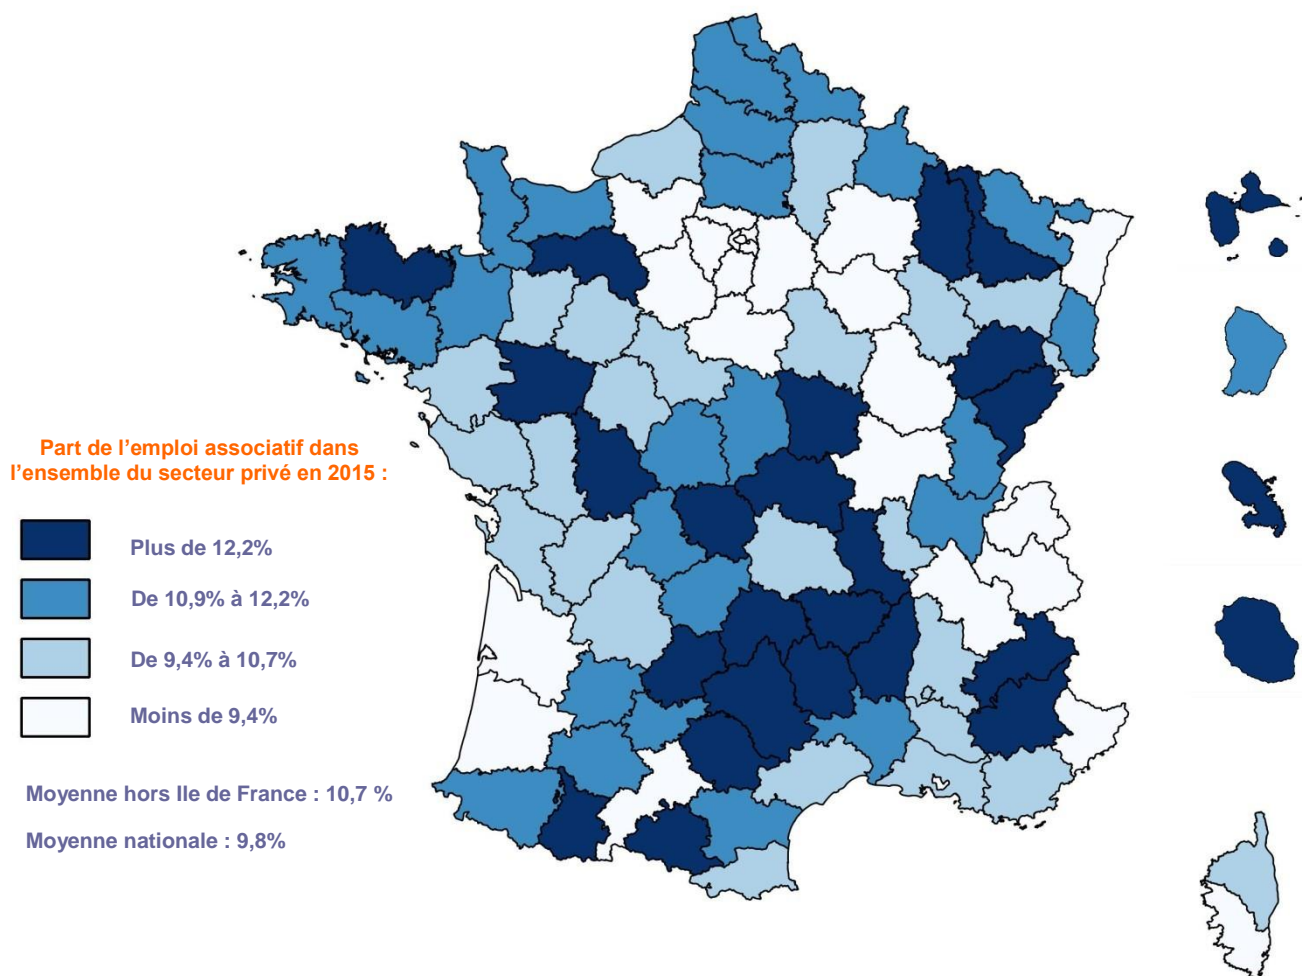 Part de l’emploi associatif dans
l’ensemble du secteur privé en 2015 :
Plus de 12,2%
De 10,9% à 12,2%
De 9,4% à 10,7%
Moins de 9,4%
Moyenne hors Ile de France : 10,7 %
Moyenne nationale : 9,8%